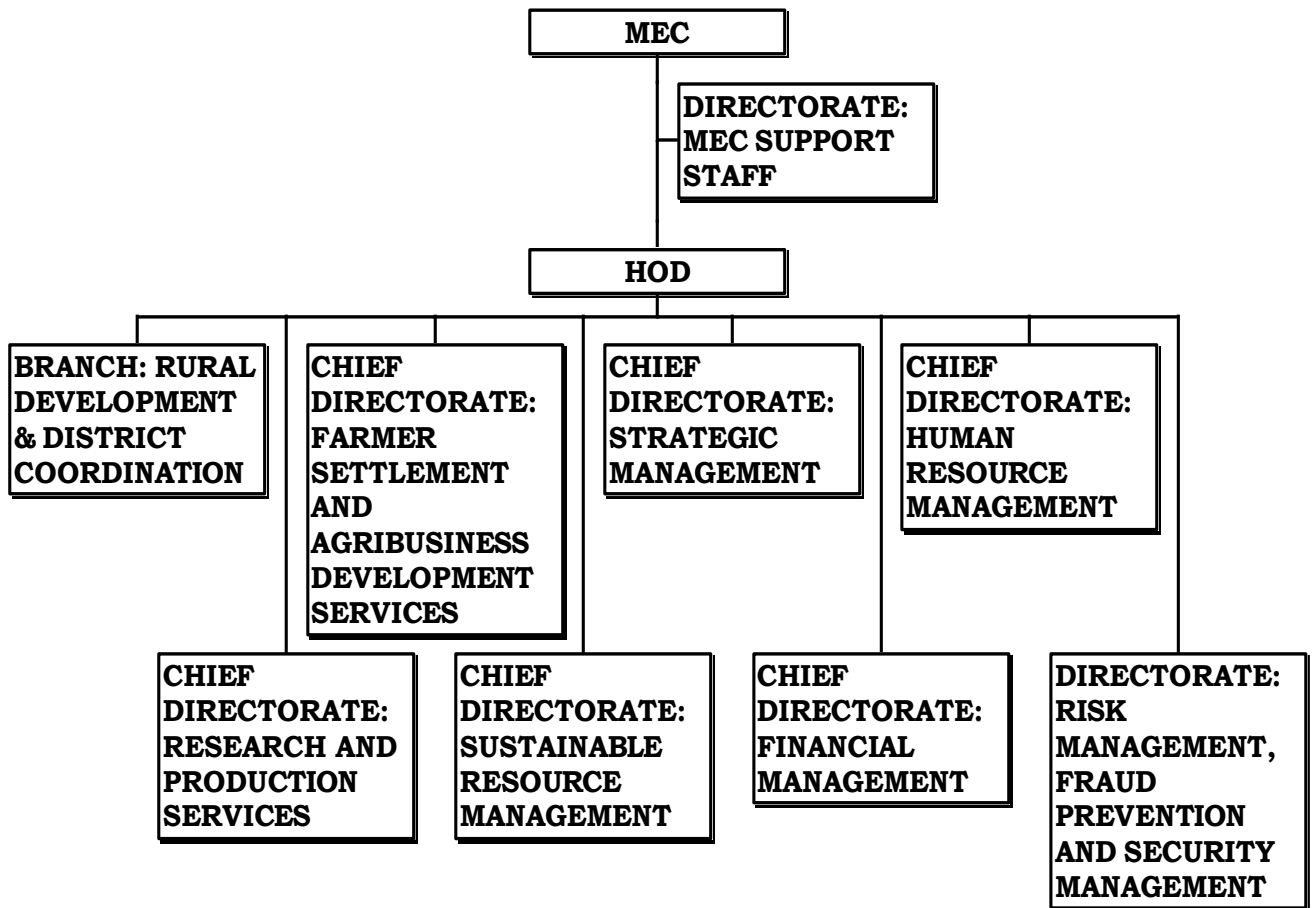 MEC
DIRECTORATE:
MEC SUPPORT
STAFF
HOD
BRANCH: RURAL
DEVELOPMENT
& DISTRICT
COORDINATION
CHIEF
DIRECTORATE:
FARMER
SETTLEMENT
AND
AGRIBUSINESS
DEVELOPMENT
SERVICES
CHIEF
DIRECTORATE:
STRATEGIC
MANAGEMENT
CHIEF
DIRECTORATE:
HUMAN
RESOURCE
MANAGEMENT
CHIEF
DIRECTORATE:
RESEARCH AND
PRODUCTION
SERVICES
CHIEF
DIRECTORATE:
SUSTAINABLE
RESOURCE
MANAGEMENT
CHIEF
DIRECTORATE:
FINANCIAL
MANAGEMENT
DIRECTORATE:
RISK
MANAGEMENT,
FRAUD
PREVENTION
AND SECURITY
MANAGEMENT